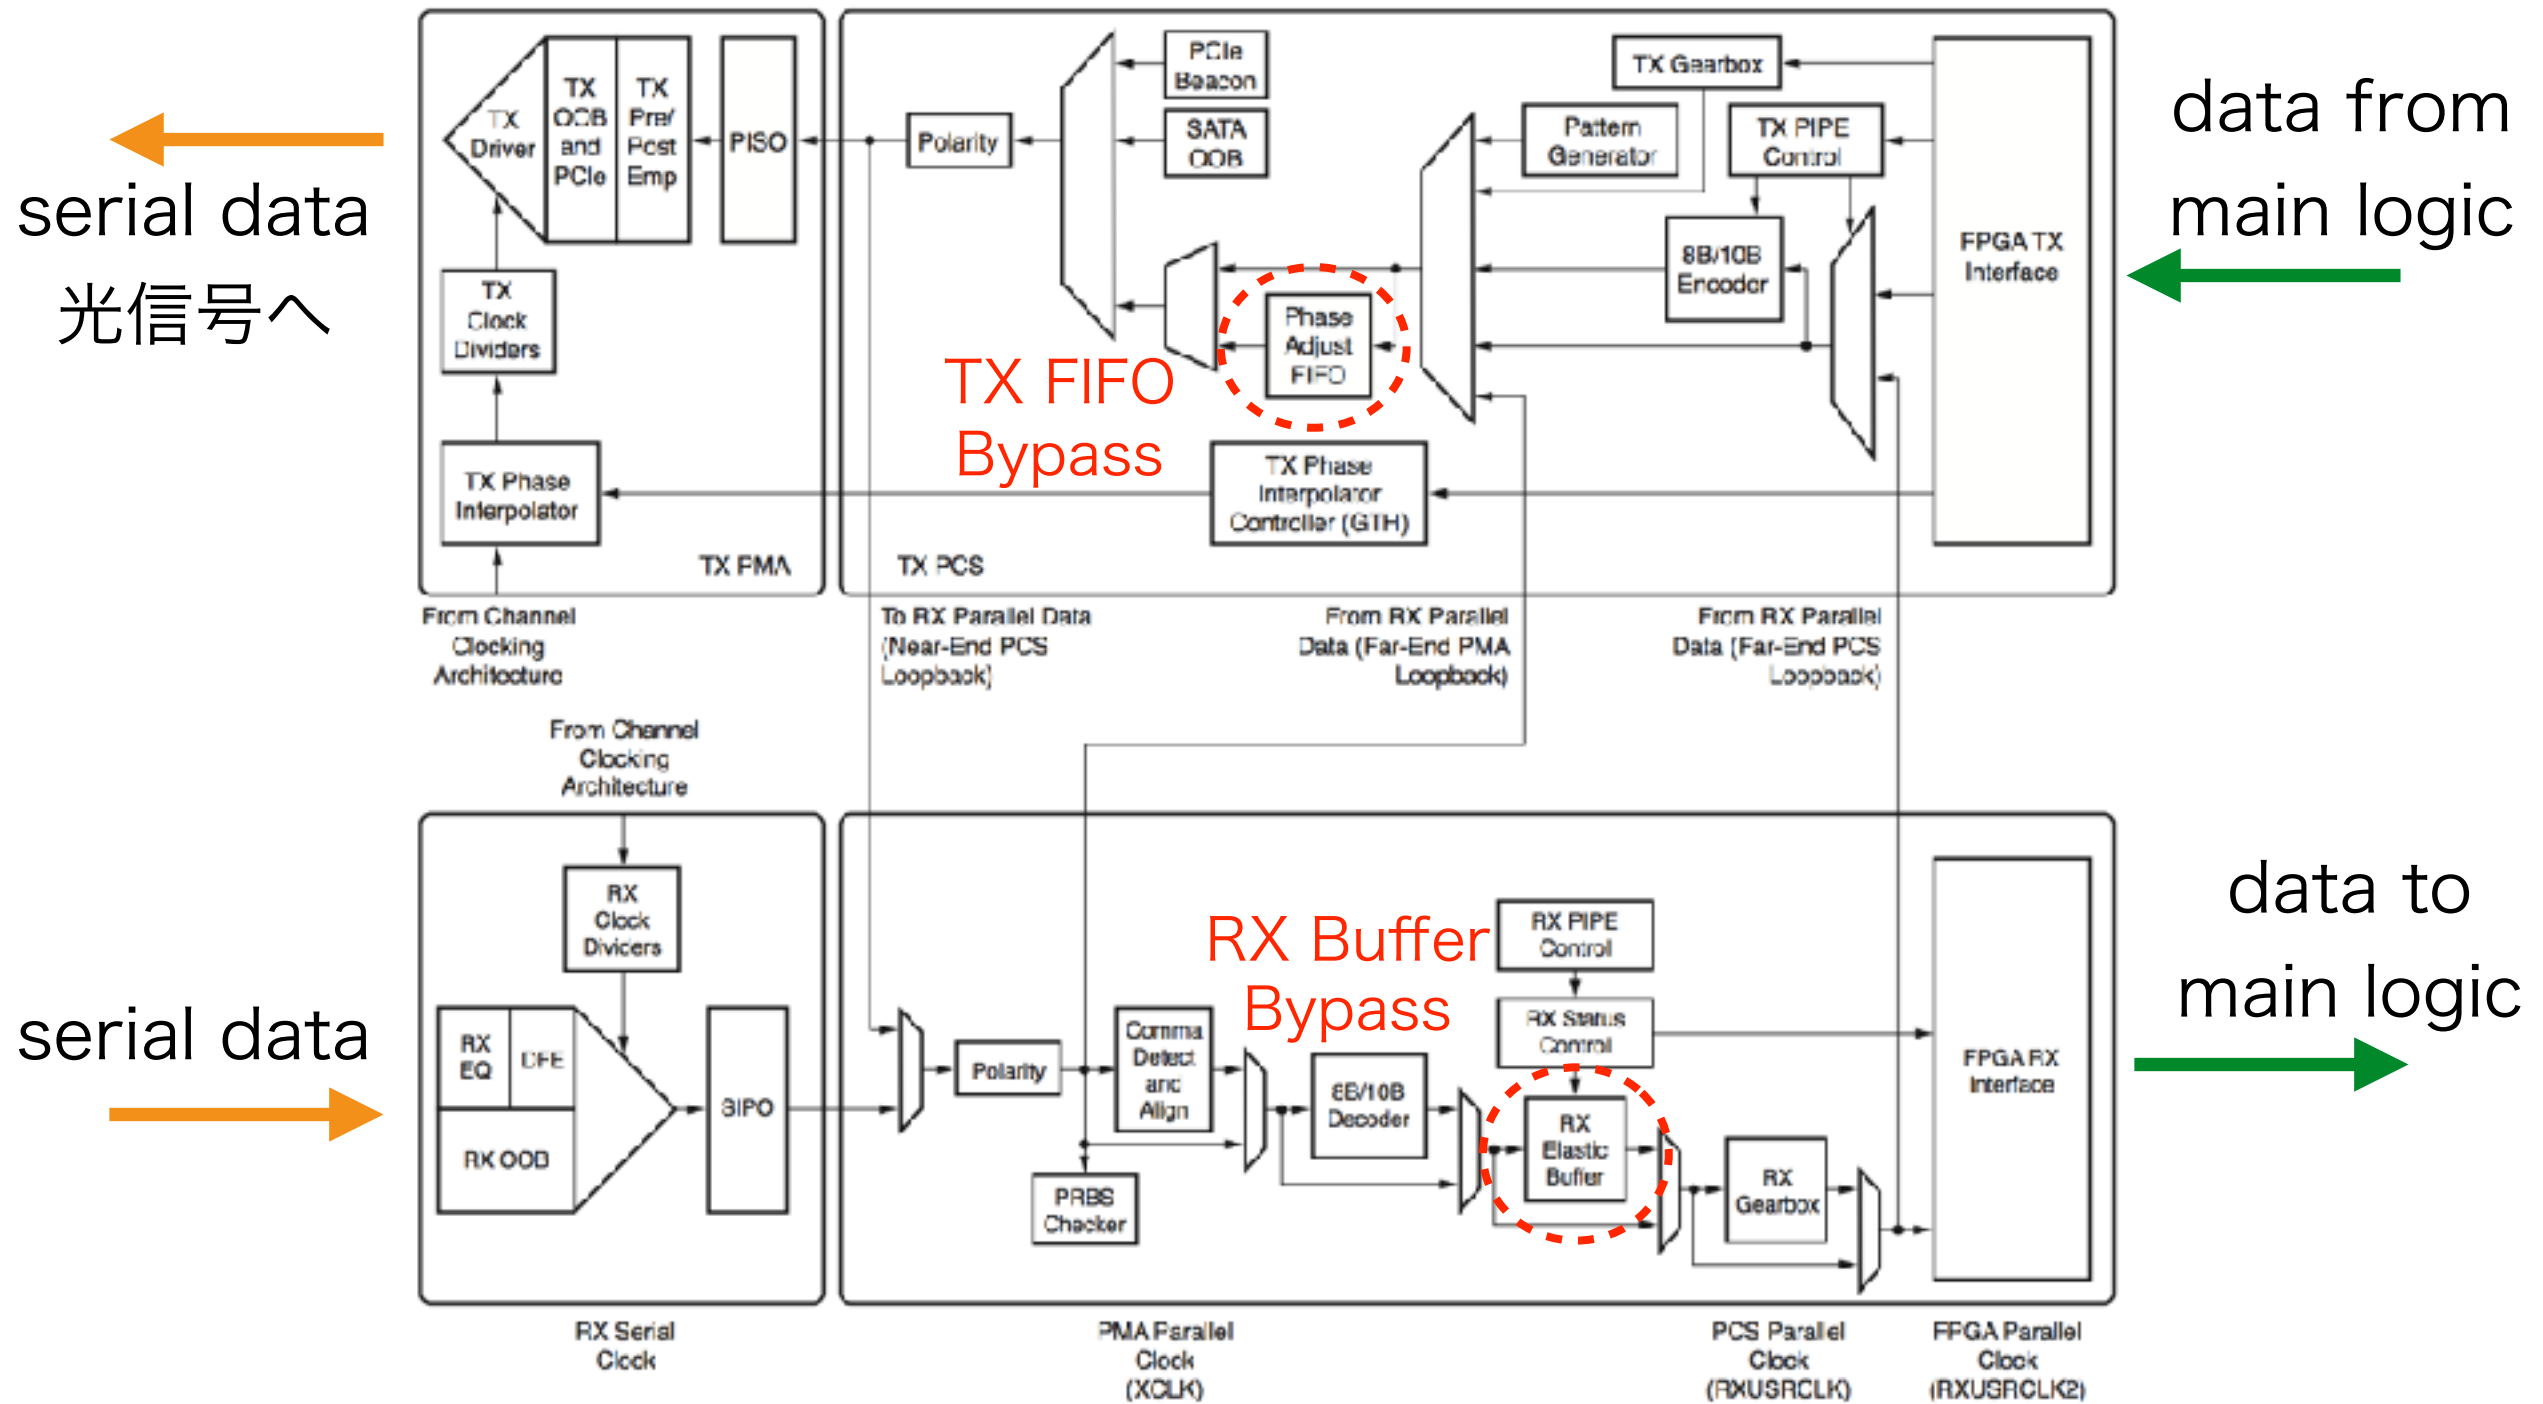 serial data
光信号へ
TX
Driver
TX
OOB
and
PCIe
TX
Pre/
Post
Emp
PISO
TX
Clock
Dividers
TX Phase
Interpolator
TX PMA
Polarity
PCIe
Beacon
SATA
OOB
TX FIFO
Bypass
Phase
Adjust
FIFO
TX Phase
Interpolator
Controller (GTH)
TX PCS
TX Gearbox
Pattern
Generator
TX PIPE
Control
8B/10B
Encoder
FPGA TX
Interface
data from
main logic
From Channel
Clocking
Architecture
To RX Parallel Data
(Near-End PCS
Loopback)
From RX Parallel
Data (Far-End PMA
Loopback)
From RX Parallel
Data (Far-End PCS
Loopback)
From Channel
Clocking
Architecture
serial data
RX
Clock
Dividers
RX
EQ
DFE
RX OOB
SIPO
Polarity
Comma
Detect
and
Align
PRBS
Checker
RX Buffer
Bypass
8B/10B
Decoder
RX PIPE
Control
RX Status
Control
RX
Elastic
Buffer
RX
Gearbox
FPGA RX
Interface
data to
main logic
RX Serial
Clock
PMA Parallel
Clock
(XCLK)
PCS Parallel
Clock
(RXUSRCLK)
FPGA Parallel
Clock
(RXUSRCLK2)